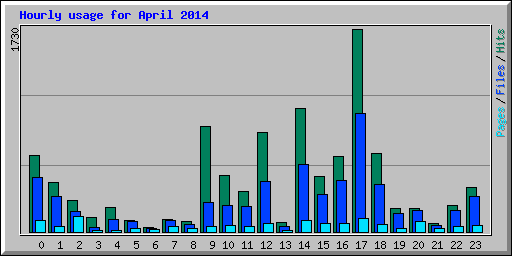 Hourly usage for April 2014
1730
Pages/Files/Hits
0 1 2 3 4 5 6 7 8 9 10 11 12 13 14 15 16 17 18 19 20 21 22 23